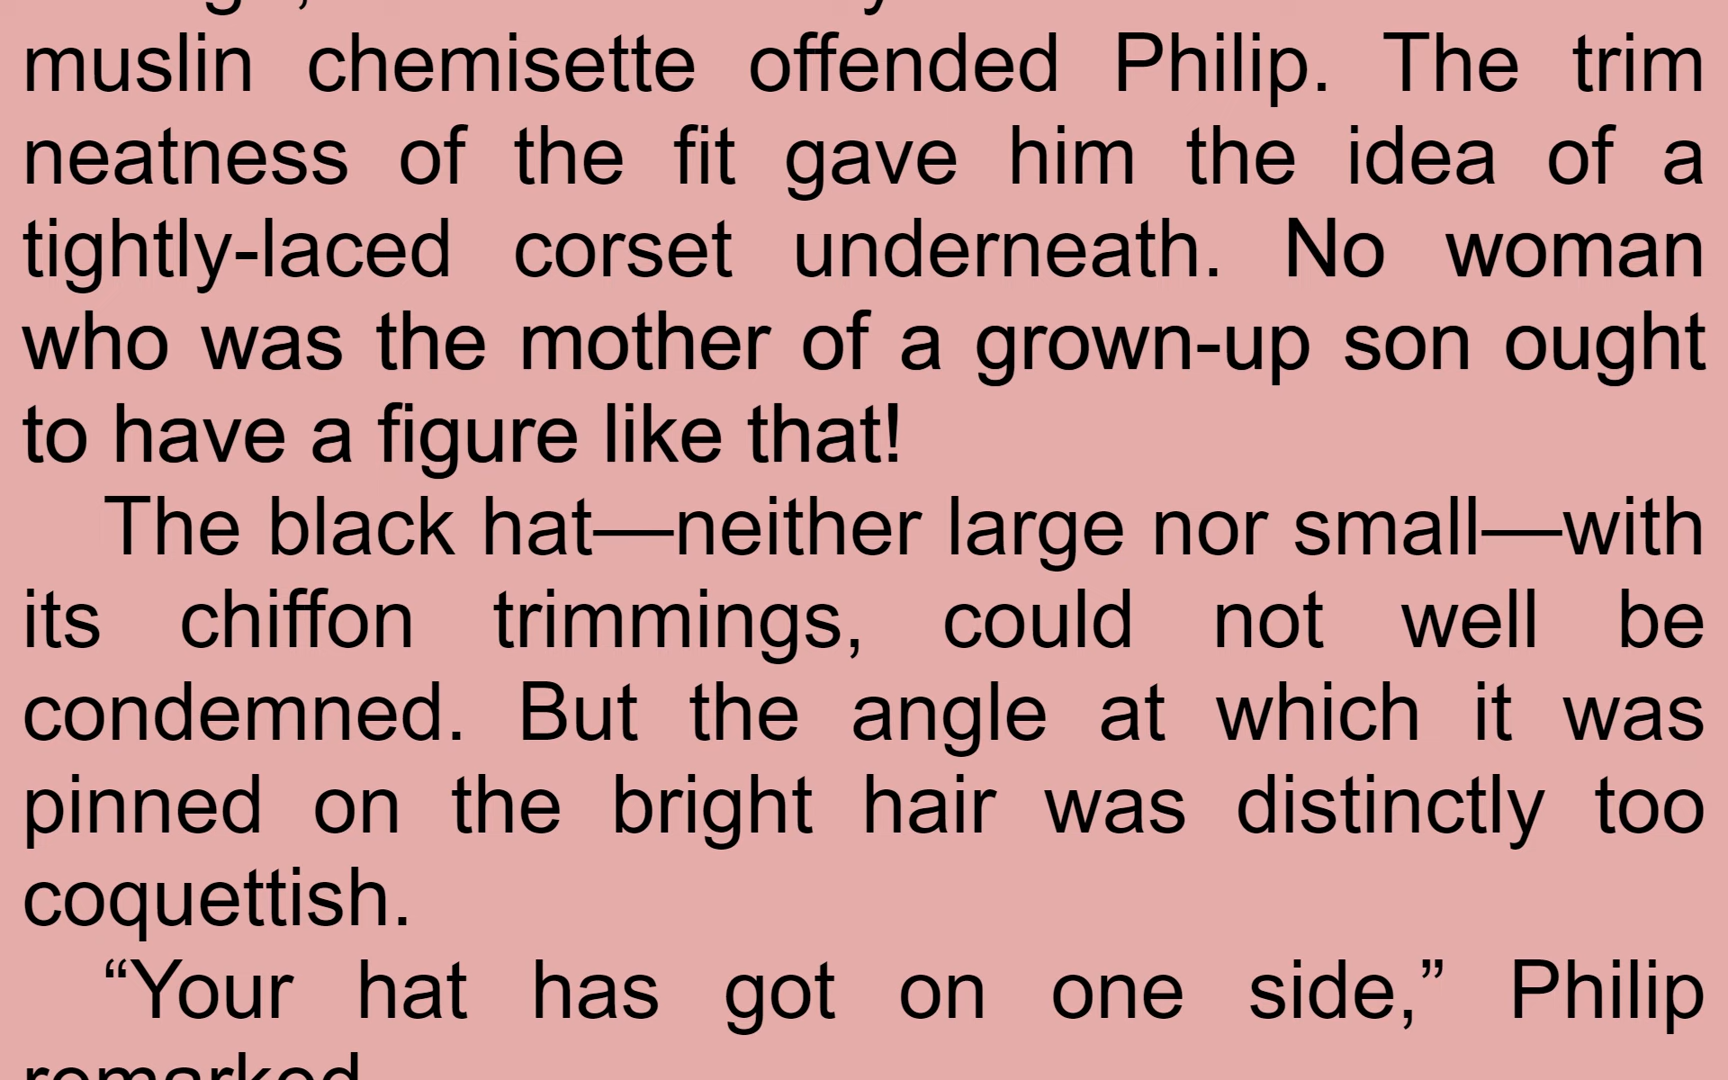 muslin chemisette offended Philip. The trim
neatness of the fit gave him the idea of a
tightly-laced corset underneath. No woman
who was the mother of a grown-up son ought
to have a figure like that!
The black hat—neither large nor small—with
its chiffon trimmings, could not well be
condemned. But the angle at which it was
pinned on the bright hair was distinctly too
coquettish.
“Your hat has got on one side,” Philip
remarked